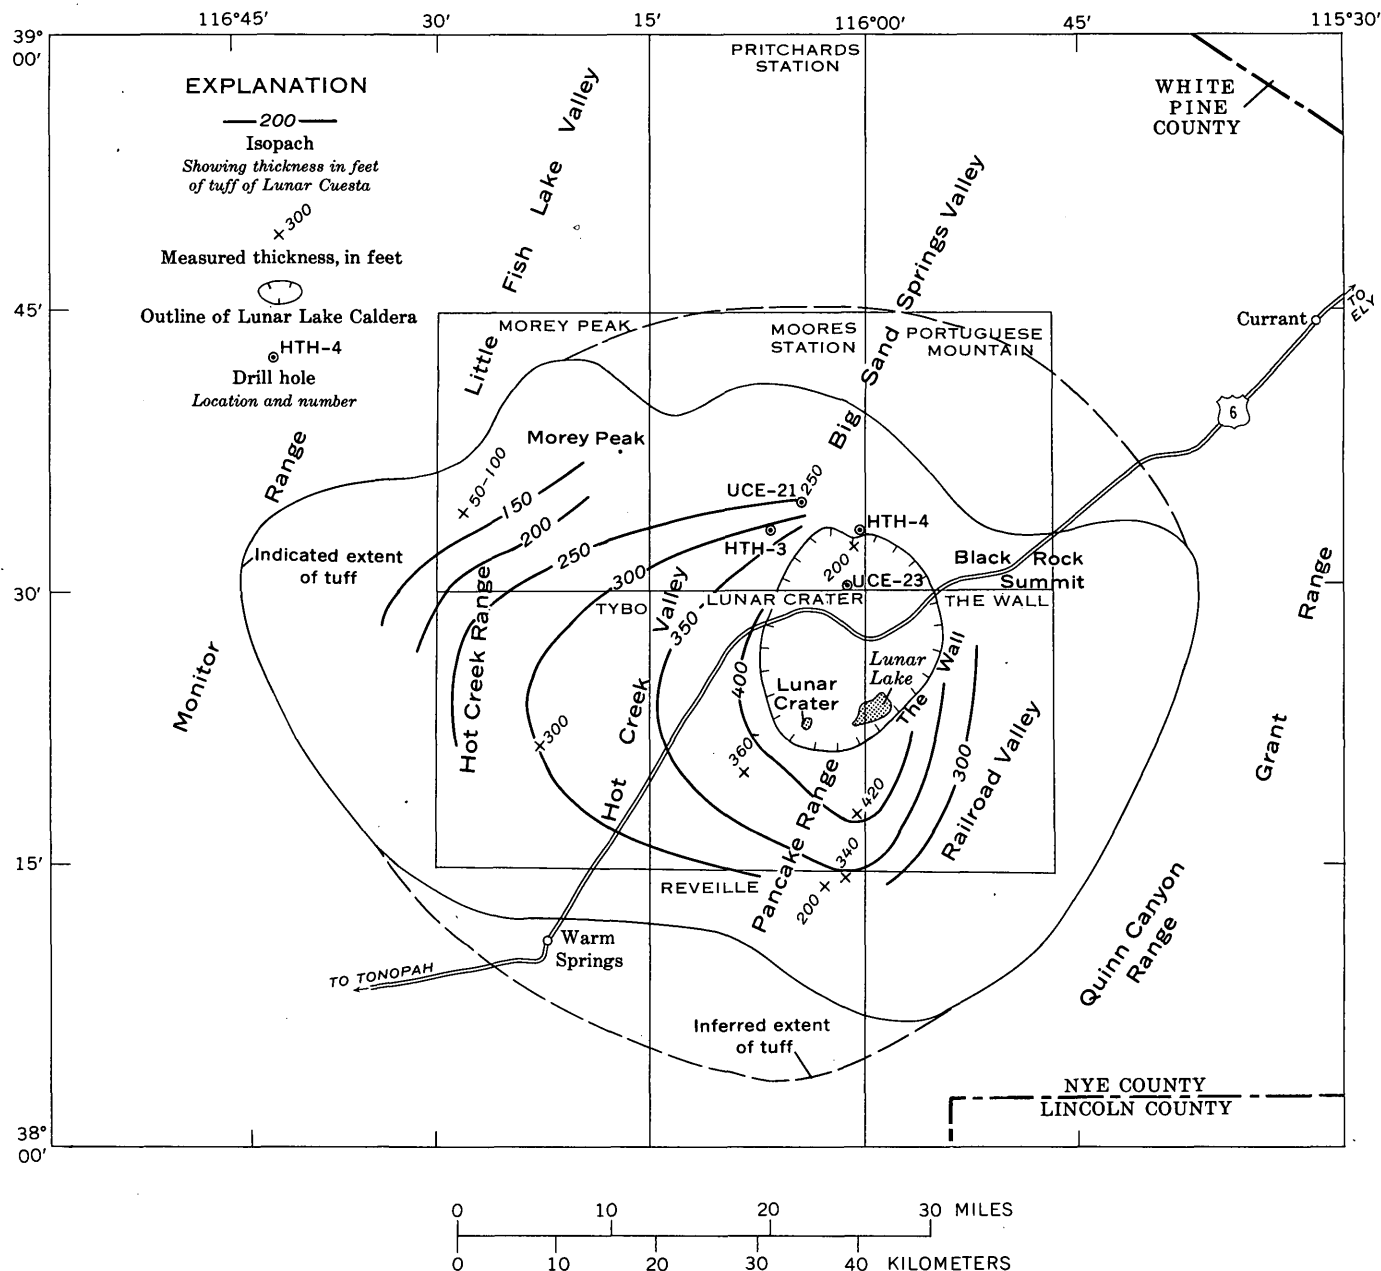 116°45′
30′
15′
116°00′
45′
115°30′
39°
00′
45′
30′
15′
38°
00′
EXPLANATION
200
Isopach
Showing thickness in feet
of tuff of Lunar Cuesta
300
Measured thickness, in feet
Outline of Lunar Lake Caldera
HTH-4
Drill hole
Location and number
PRITCHARDS
STATION
WHITE
PINE
COUNTY
Little Fish Lake Valley
Big Sand Springs Valley
MOREY PEAK
MOORES
STATION
PORTUGUESE
MOUNTAIN
Currant
TO
ELY
6
Morey Peak
50-100
150
200
250
300
350
400
UCE-21
250
HTH-3
HTH-4
200
UCE-23
Black Rock
Summit
Indicated extent
of tuff
TYBO
LUNAR CRATER
THE WALL
Monitor Range
Hot Creek Range
Hot Creek Valley
Lunar
Lake
Lunar
Crater
The Wall
300
360
420
300
340
200
Railroad Valley
Pancake Range
Grant Range
Quinn Canyon
Range
REVEILLE
Warm
Springs
TO TONOPAH
Inferred extent
of tuff
NYE COUNTY
LINCOLN COUNTY
0 10 20 30 MILES
0 10 20 30 40 KILOMETERS